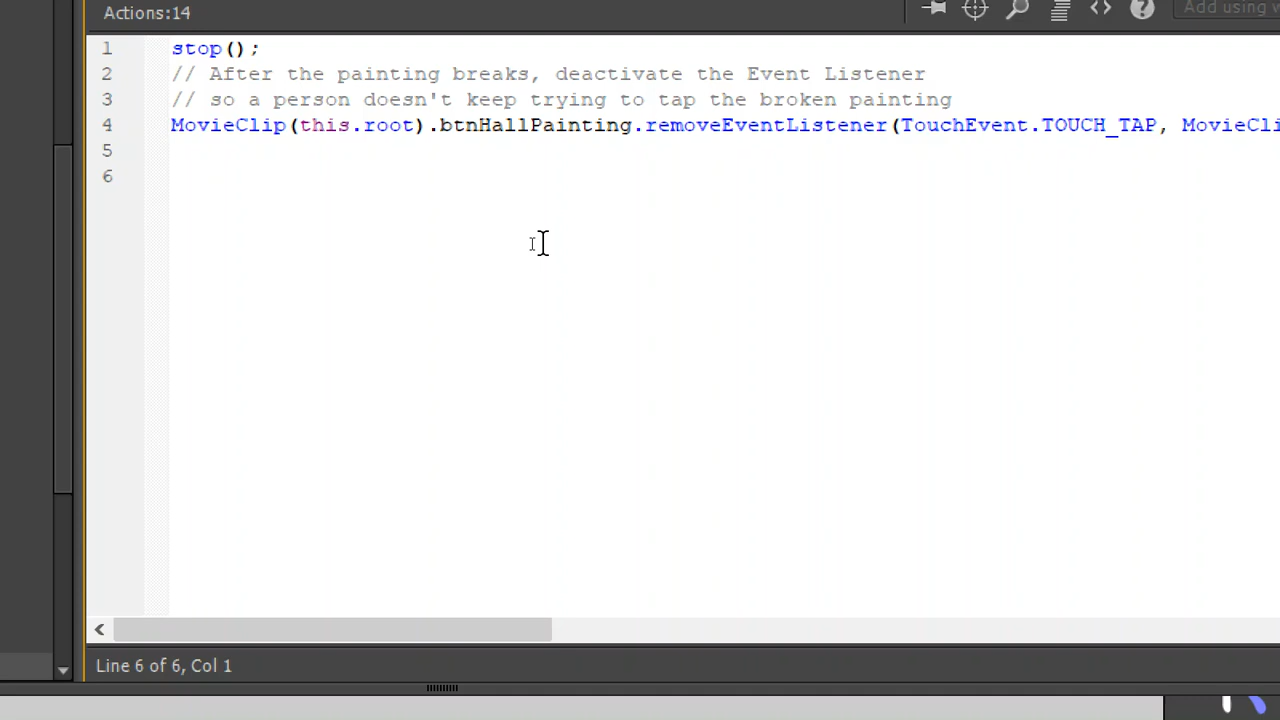 Actions:14
Add using w
1 stop();
2 // After the painting breaks, deactivate the Event Listener
3 // so a person doesn't keep trying to tap the broken painting
4 MovieClip(this.root).btnHallPainting.removeEventListener(TouchEvent.TOUCH_TAP, MovieCli
5
6
Line 6 of 6, Col 1